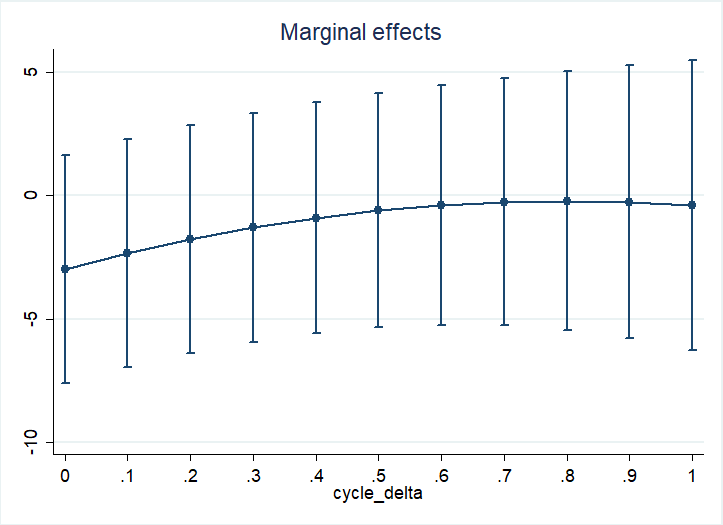 Marginal effects
5
0
-5
-10
0 .1 .2 .3 .4 .5 .6 .7 .8 .9 1
cycle_delta